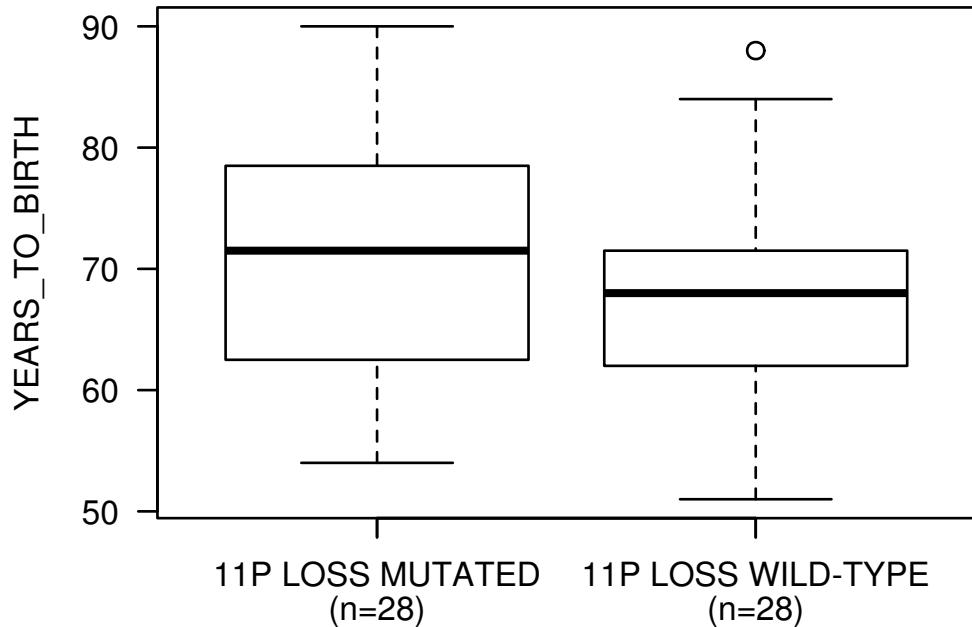 YEARS_TO_BIRTH
90
80
70
60
50
11P LOSS MUTATED
(n=28)
11P LOSS WILD-TYPE
(n=28)